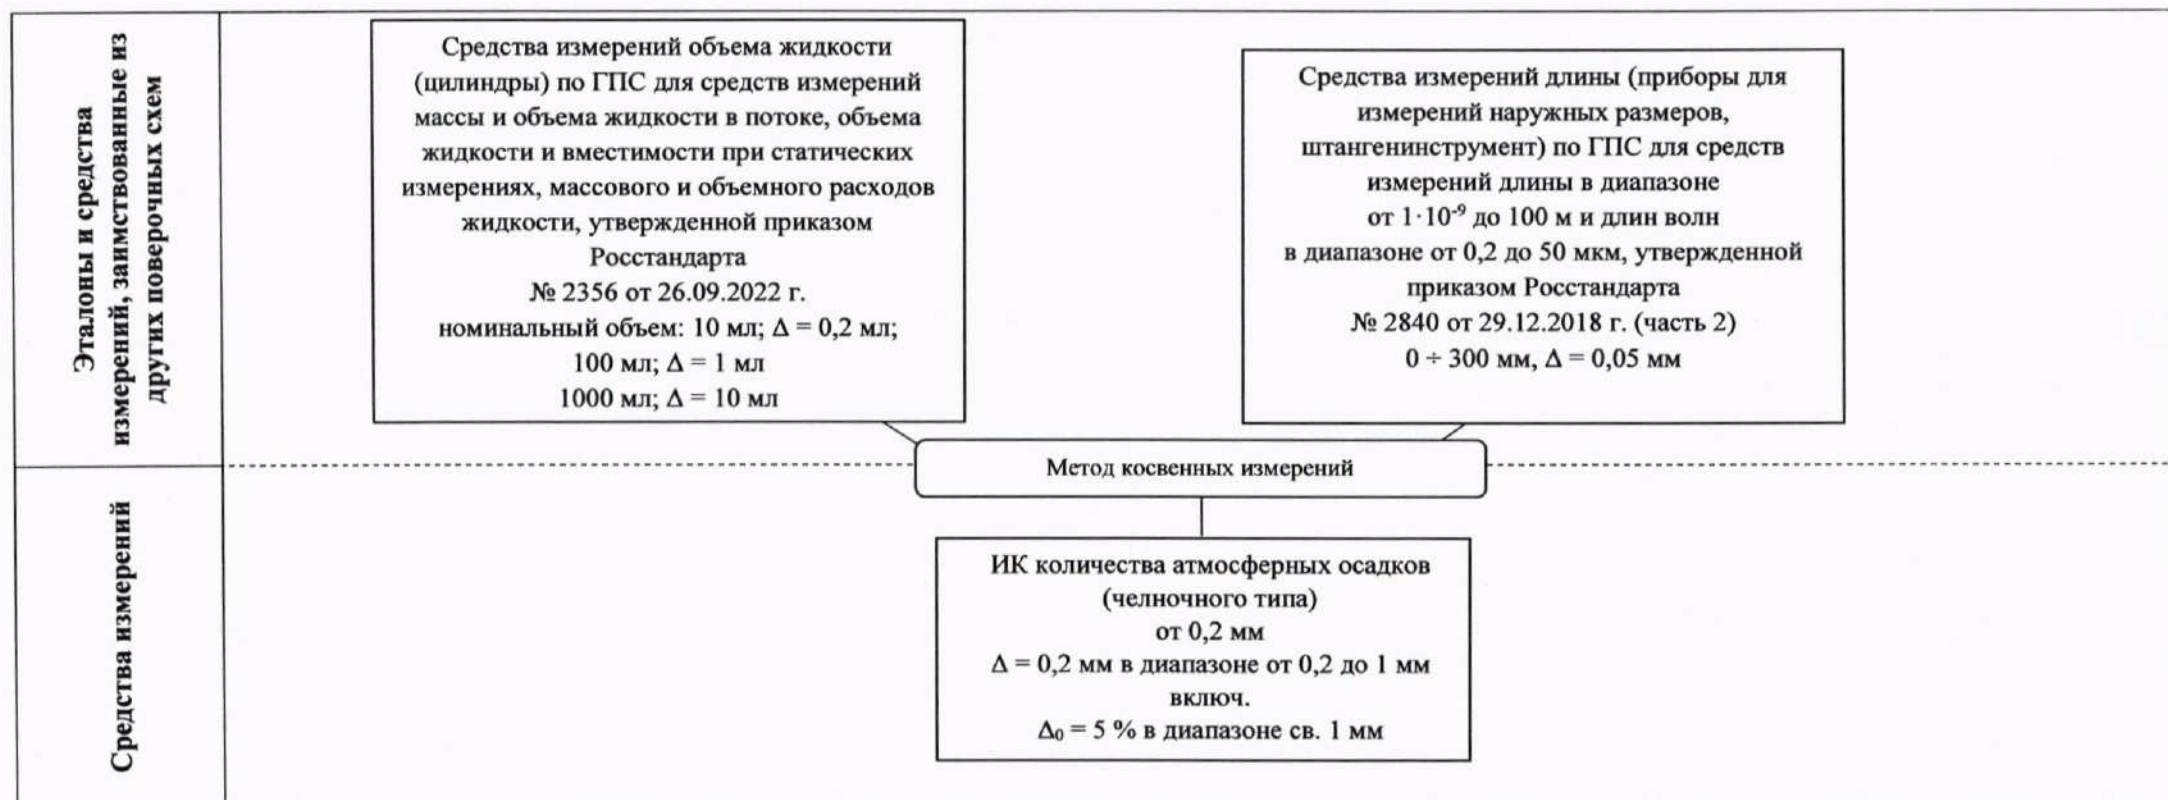 Эталоны и средства
измерений, заимствованные из
других поверочных схем
Средства измерений объема жидкости
(цилиндры) по ГПС для средств измерений
массы и объема жидкости в потоке, объема
жидкости и вместимости при статических
измерениях, массового и объемного расходов
жидкости, утвержденной приказом
Росстандарта
№ 2356 от 26.09.2022 г.
номинальный объем: 10 мл; Δ = 0,2 мл;
100 мл; Δ = 1 мл
1000 мл; Δ = 10 мл
Средства измерений длины (приборы для
измерений наружных размеров,
штангенинструмент) по ГПС для средств
измерений длины в диапазоне
от 1·10⁻⁹ до 100 м и длин волн
в диапазоне от 0,2 до 50 мкм, утвержденной
приказом Росстандарта
№ 2840 от 29.12.2018 г. (часть 2)
0 ÷ 300 мм, Δ = 0,05 мм
Метод косвенных измерений
Средства измерений
ИК количества атмосферных осадков
(челночного типа)
от 0,2 мм
Δ = 0,2 мм в диапазоне от 0,2 до 1 мм
включ.
Δ₀ = 5 % в диапазоне св. 1 мм